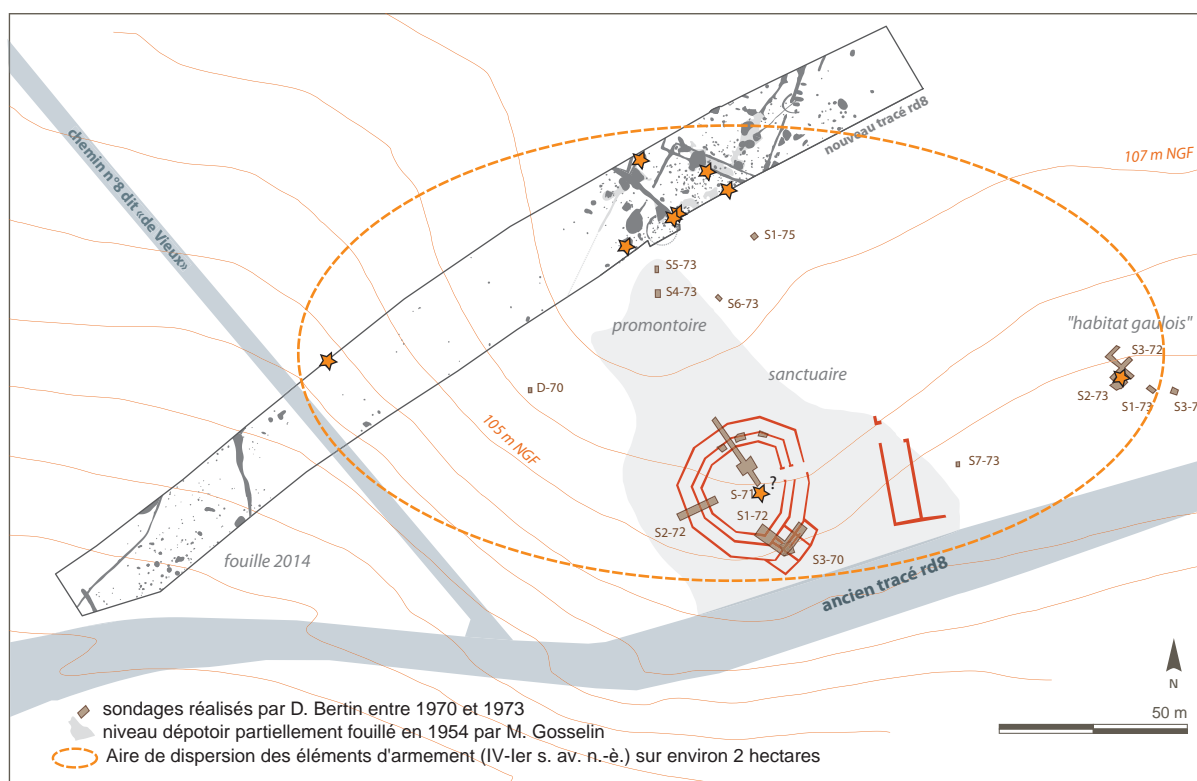 nouveau tracé rd8
107 m NGF
chemin n°8 dit «de Vieux»
S1-75
S5-73
S4-73
S6-73
promontoire
"habitat gaulois"
S3-72
sanctuaire
D-70
S2-73
S1-73
S3-7
105 m NGF
S7-73
?
S-71
S1-72
S2-72
S3-70
fouille 2014
ancien tracé rd8
N
50 m
sondages réalisés par D. Bertin entre 1970 et 1973
niveau dépotoir partiellement fouillé en 1954 par M. Gosselin
Aire de dispersion des éléments d'armement (IV-Ier s. av. n.-è.) sur environ 2 hectares